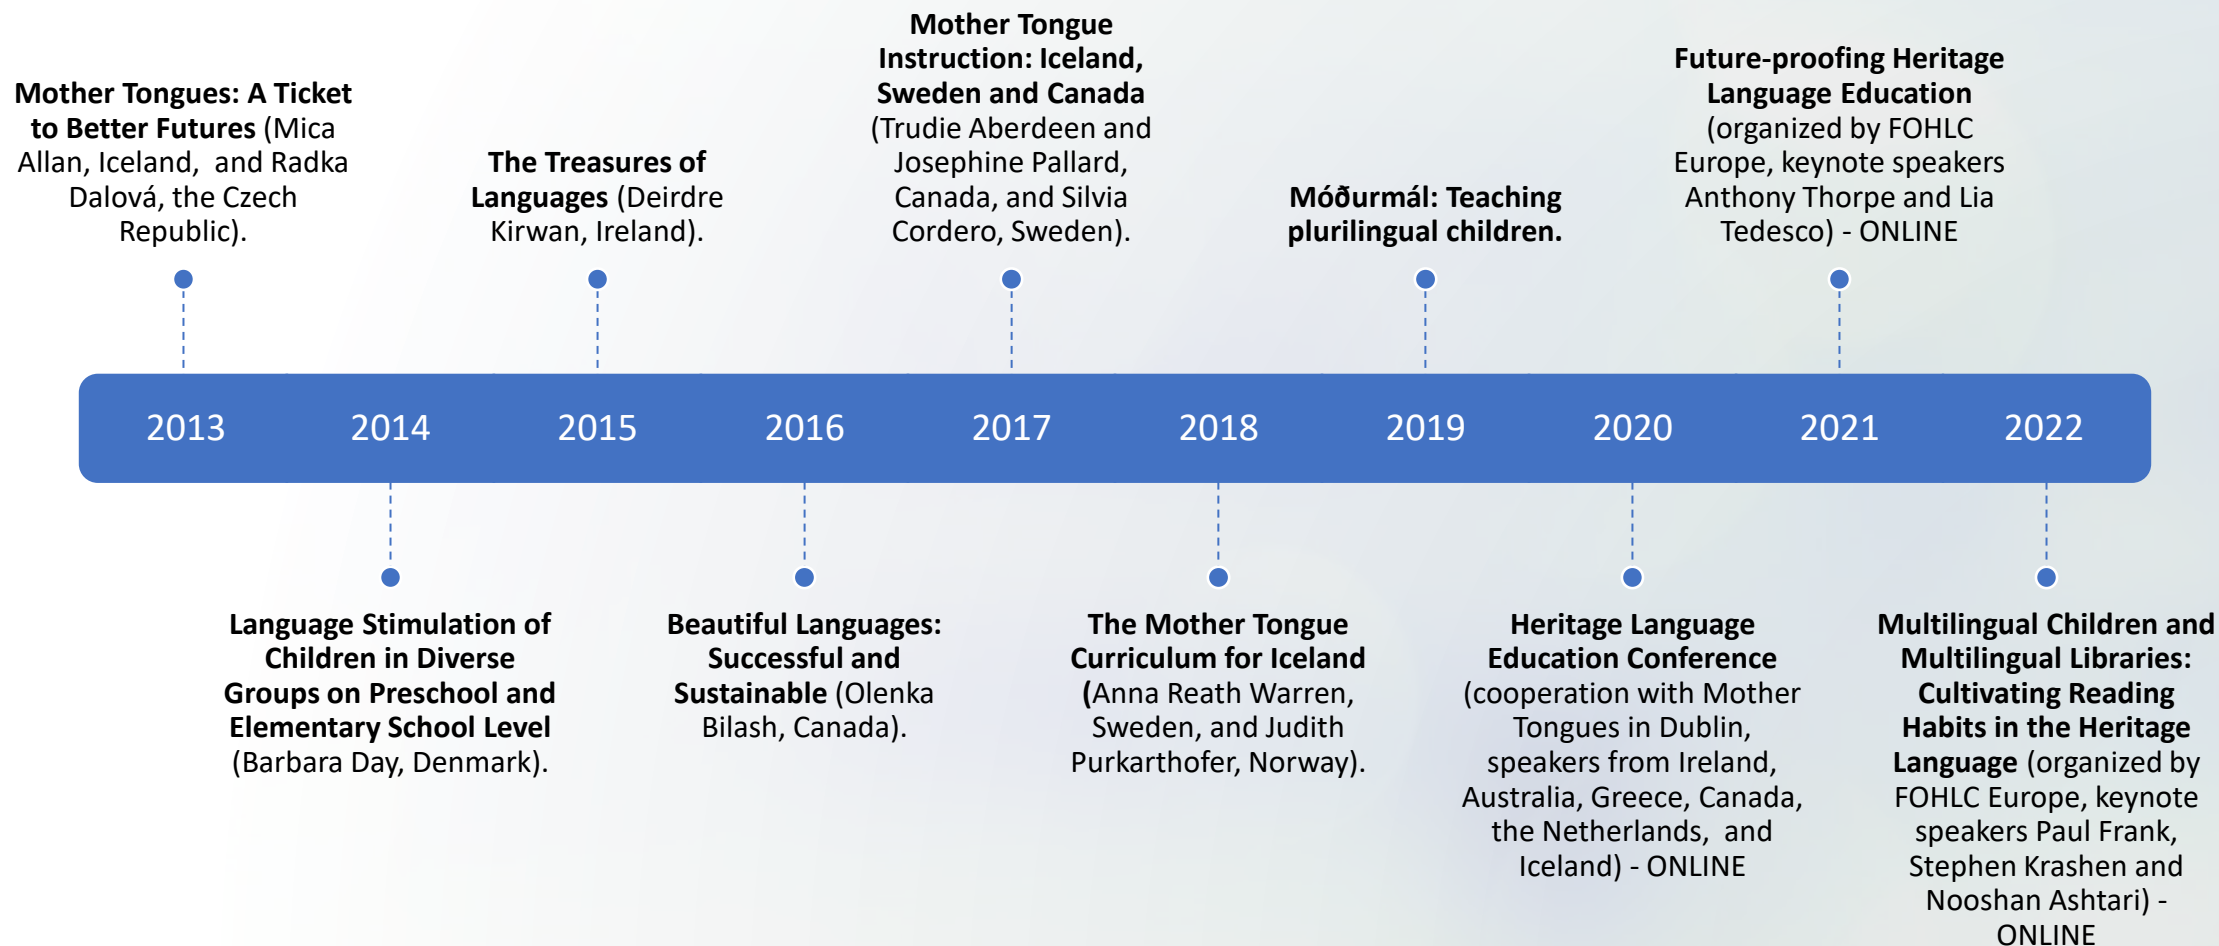 Mother Tongues: A Ticket
to Better Futures (Mica
Allan, Iceland, and Radka
Dalová, the Czech
Republic).
The Treasures of
Languages (Deirdre
Kirwan, Ireland).
Mother Tongue
Instruction: Iceland,
Sweden and Canada
(Trudie Aberdeen and
Josephine Pallard,
Canada, and Silvia
Cordero, Sweden).
Móðurmál: Teaching
plurilingual children.
Future-proofing Heritage
Language Education
(organized by FOHLC
Europe, keynote speakers
Anthony Thorpe and Lia
Tedesco) - ONLINE
2013
2014
2015
2016
2017
2018
2019
2020
2021
2022
Language Stimulation of
Children in Diverse
Groups on Preschool and
Elementary School Level
(Barbara Day, Denmark).
Beautiful Languages:
Successful and
Sustainable (Olenka
Bilash, Canada).
The Mother Tongue
Curriculum for Iceland
(Anna Reath Warren,
Sweden, and Judith
Purkarthofer, Norway).
Heritage Language
Education Conference
(cooperation with Mother
Tongues in Dublin,
speakers from Ireland,
Australia, Greece, Canada,
the Netherlands, and
Iceland) - ONLINE
Multilingual Children and
Multilingual Libraries:
Cultivating Reading
Habits in the Heritage
Language (organized by
FOHLC Europe, keynote
speakers Paul Frank,
Stephen Krashen and
Nooshan Ashtari) -
ONLINE